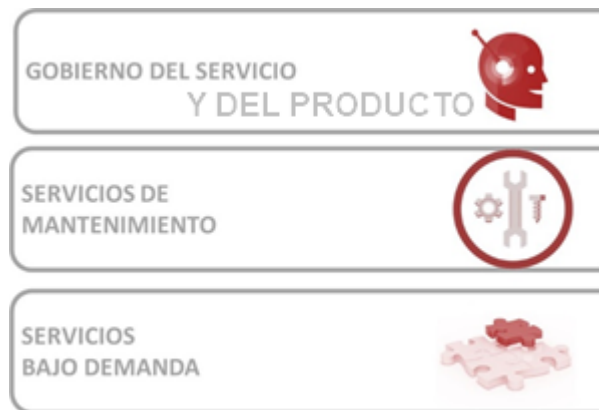 GOBIERNO DEL SERVICIO
Y DEL PRODUCTO
SERVICIOS DE
MANTENIMIENTO
SERVICIOS
BAJO DEMANDA